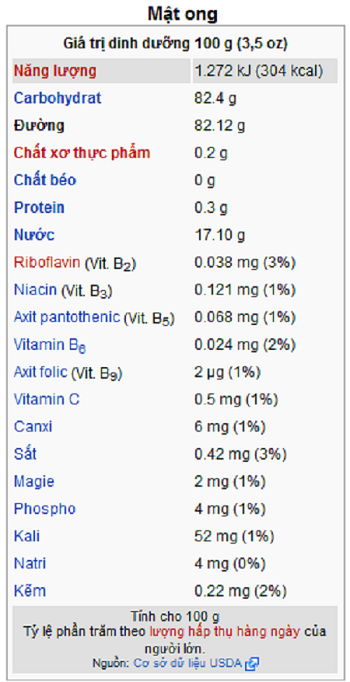 Mật ong
Giá trị dinh dưỡng 100 g (3,5 oz)
Năng lượng 1.272 kJ (304 kcal)
Carbohydrat 82.4 g
Đường 82.12 g
Chất xơ thực phẩm 0.2 g
Chất béo 0 g
Protein 0.3 g
Nước 17.10 g
Riboflavin (Vit. B2) 0.038 mg (3%)
Niacin (Vit. B3) 0.121 mg (1%)
Axit pantothenic (Vit. B5) 0.068 mg (1%)
Vitamin B6 0.024 mg (2%)
Axit folic (Vit. B9) 2 μg (1%)
Vitamin C 0.5 mg (1%)
Canxi 6 mg (1%)
Sắt 0.42 mg (3%)
Magie 2 mg (1%)
Phospho 4 mg (1%)
Kali 52 mg (1%)
Natri 4 mg (0%)
Kẽm 0.22 mg (2%)
Tính cho 100 g
Tỷ lệ phần trăm theo lượng hấp thụ hàng ngày của
người lớn.
Nguồn: Cơ sở dữ liệu USDA